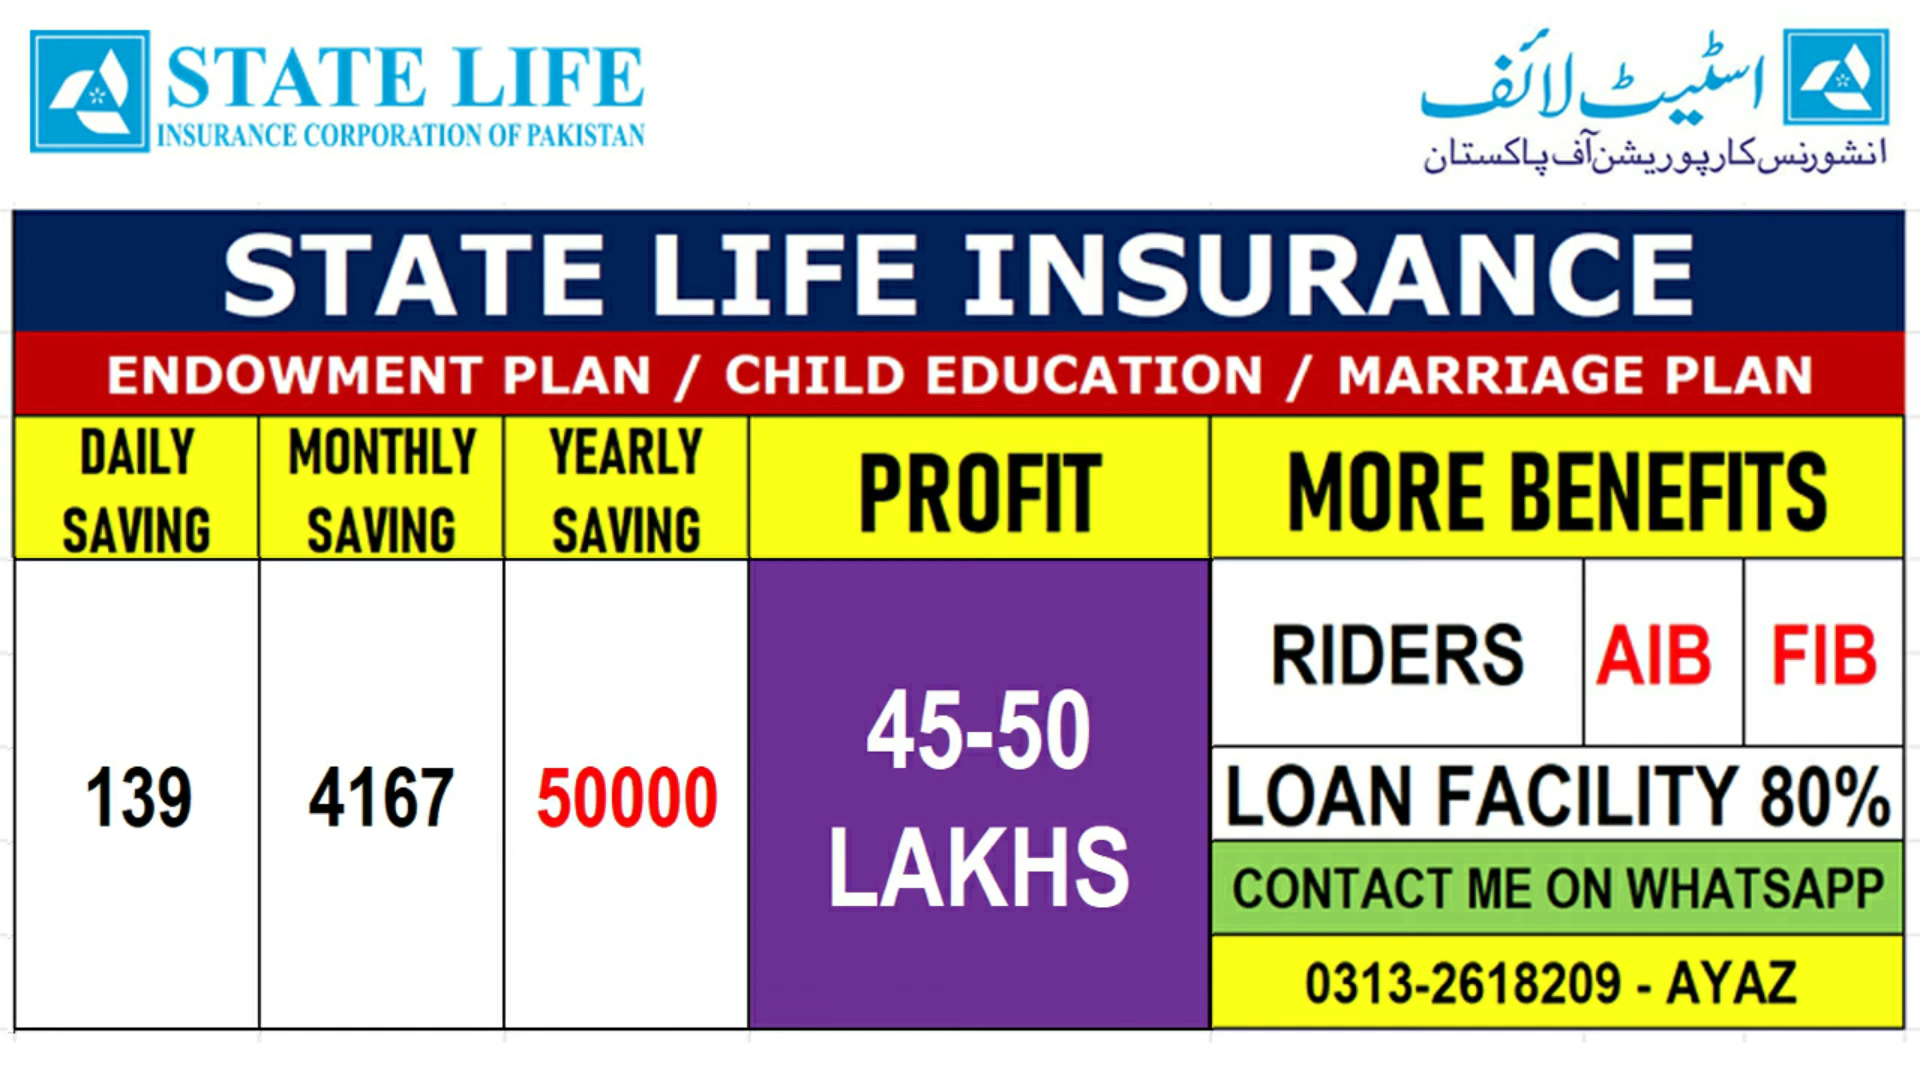 STATE LIFE
INSURANCE CORPORATION OF PAKISTAN
اسٹیٹ لائف
انشورنس کارپوریشن آف پاکستان
STATE LIFE INSURANCE
ENDOWMENT PLAN / CHILD EDUCATION / MARRIAGE PLAN
DAILY SAVING
MONTHLY SAVING
YEARLY SAVING
PROFIT
MORE BENEFITS
139
4167
50000
45-50
LAKHS
RIDERS
AIB
FIB
LOAN FACILITY 80%
CONTACT ME ON WHATSAPP
0313-2618209 - AYAZ